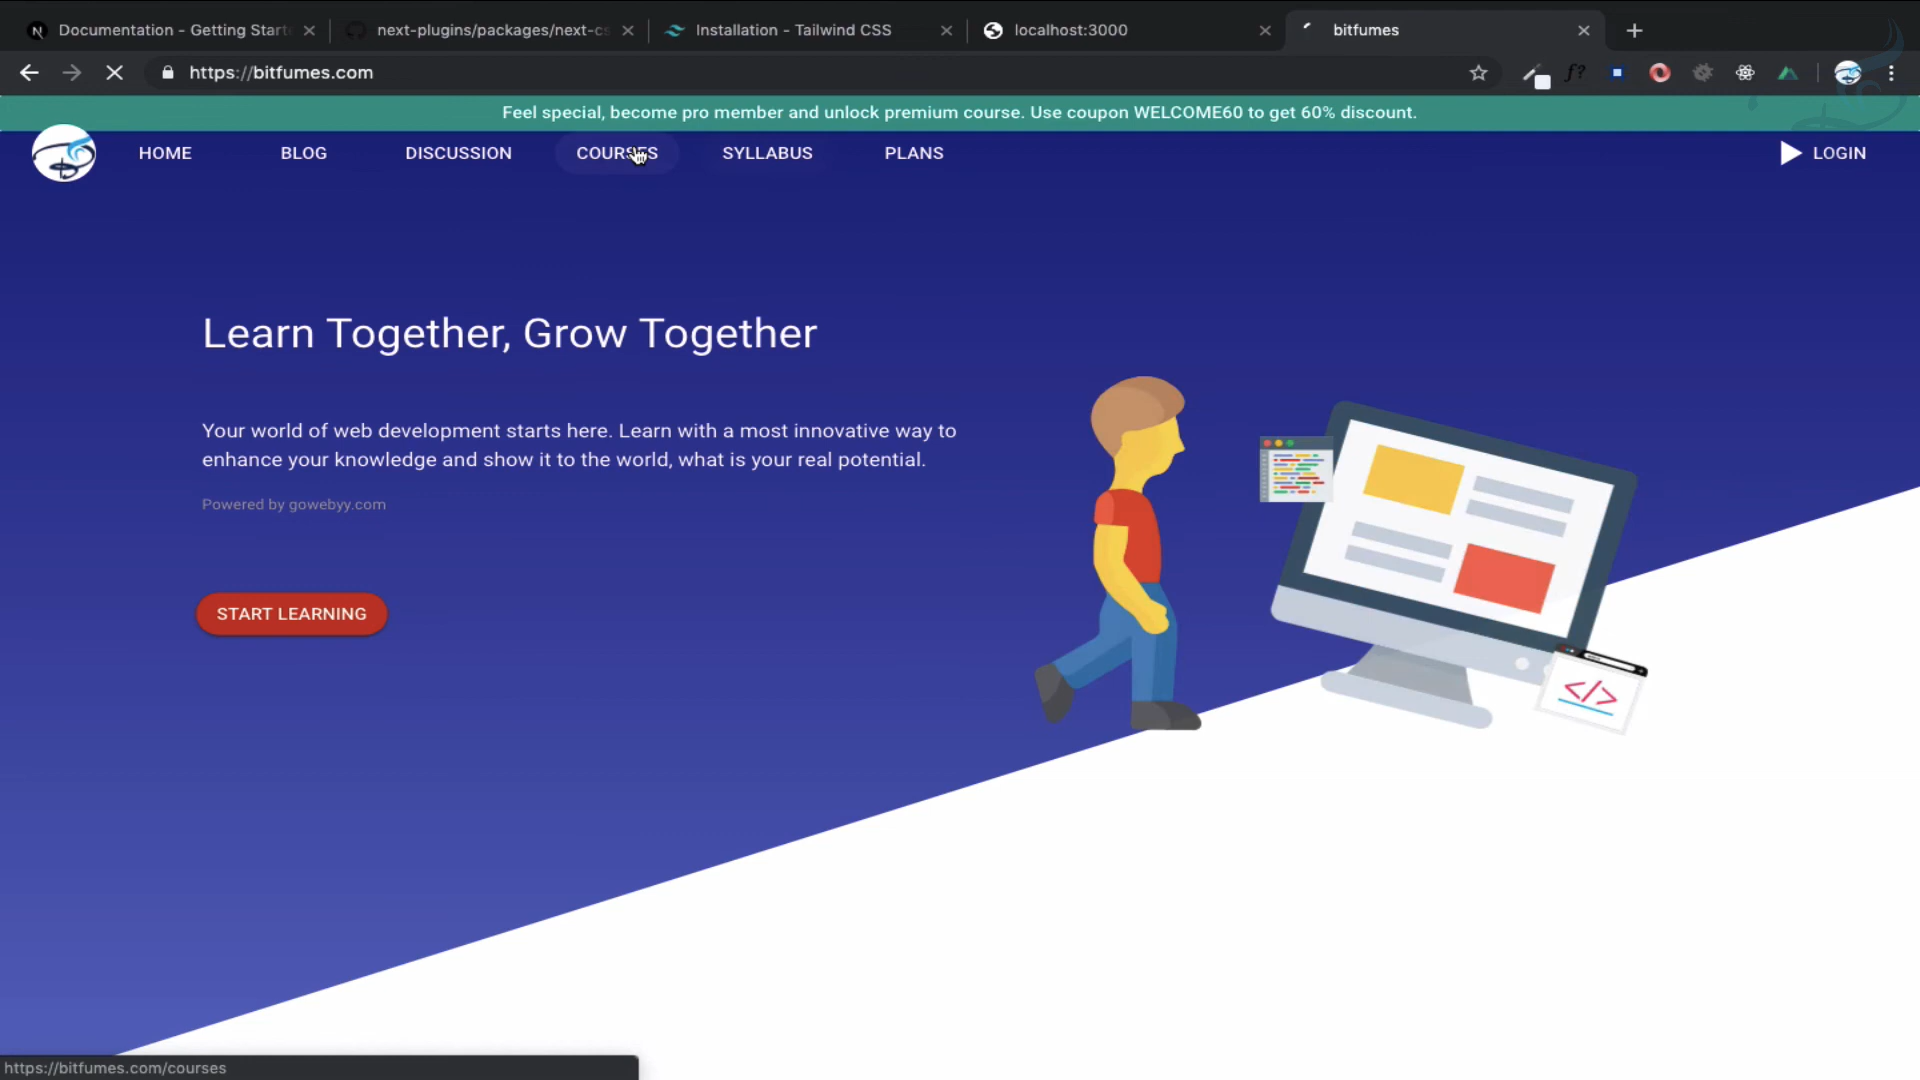 Documentation - Getting Start
next-plugins/packages/next-cs
Installation - Tailwind CSS
localhost:3000
bitfumes
https://bitfumes.com
f?
Feel special, become pro member and unlock premium course. Use coupon WELCOME60 to get 60% discount.
HOME
BLOG
DISCUSSION
COURSES
SYLLABUS
PLANS
LOGIN
Learn Together, Grow Together
Your world of web development starts here. Learn with a most innovative way to
enhance your knowledge and show it to the world, what is your real potential.
Powered by gowebyy.com
START LEARNING
</>
https://bitfumes.com/courses